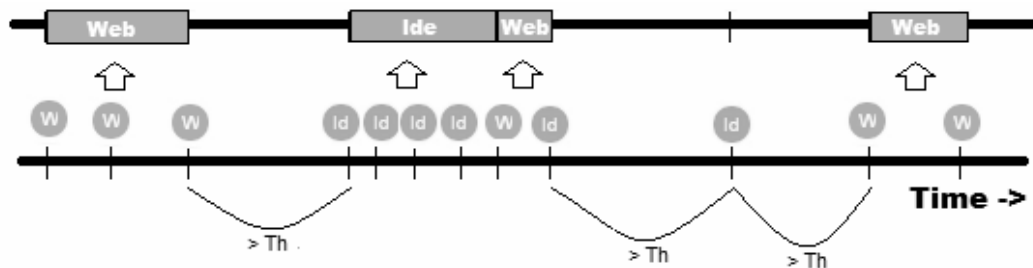 Web Ide Web Web
W W W Id Id Id Id W Id Id W W
Time ->
> Th > Th > Th